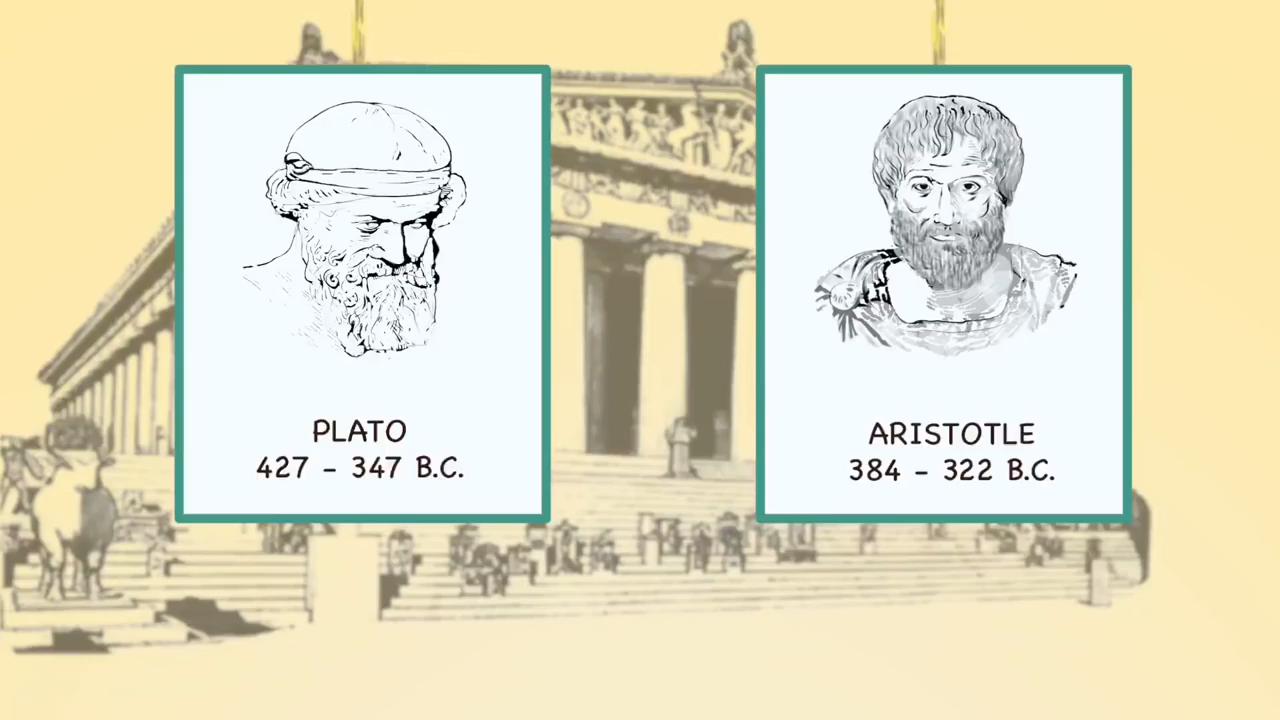 PLATO
427 - 347 B.C.
ARISTOTLE
384 - 322 B.C.